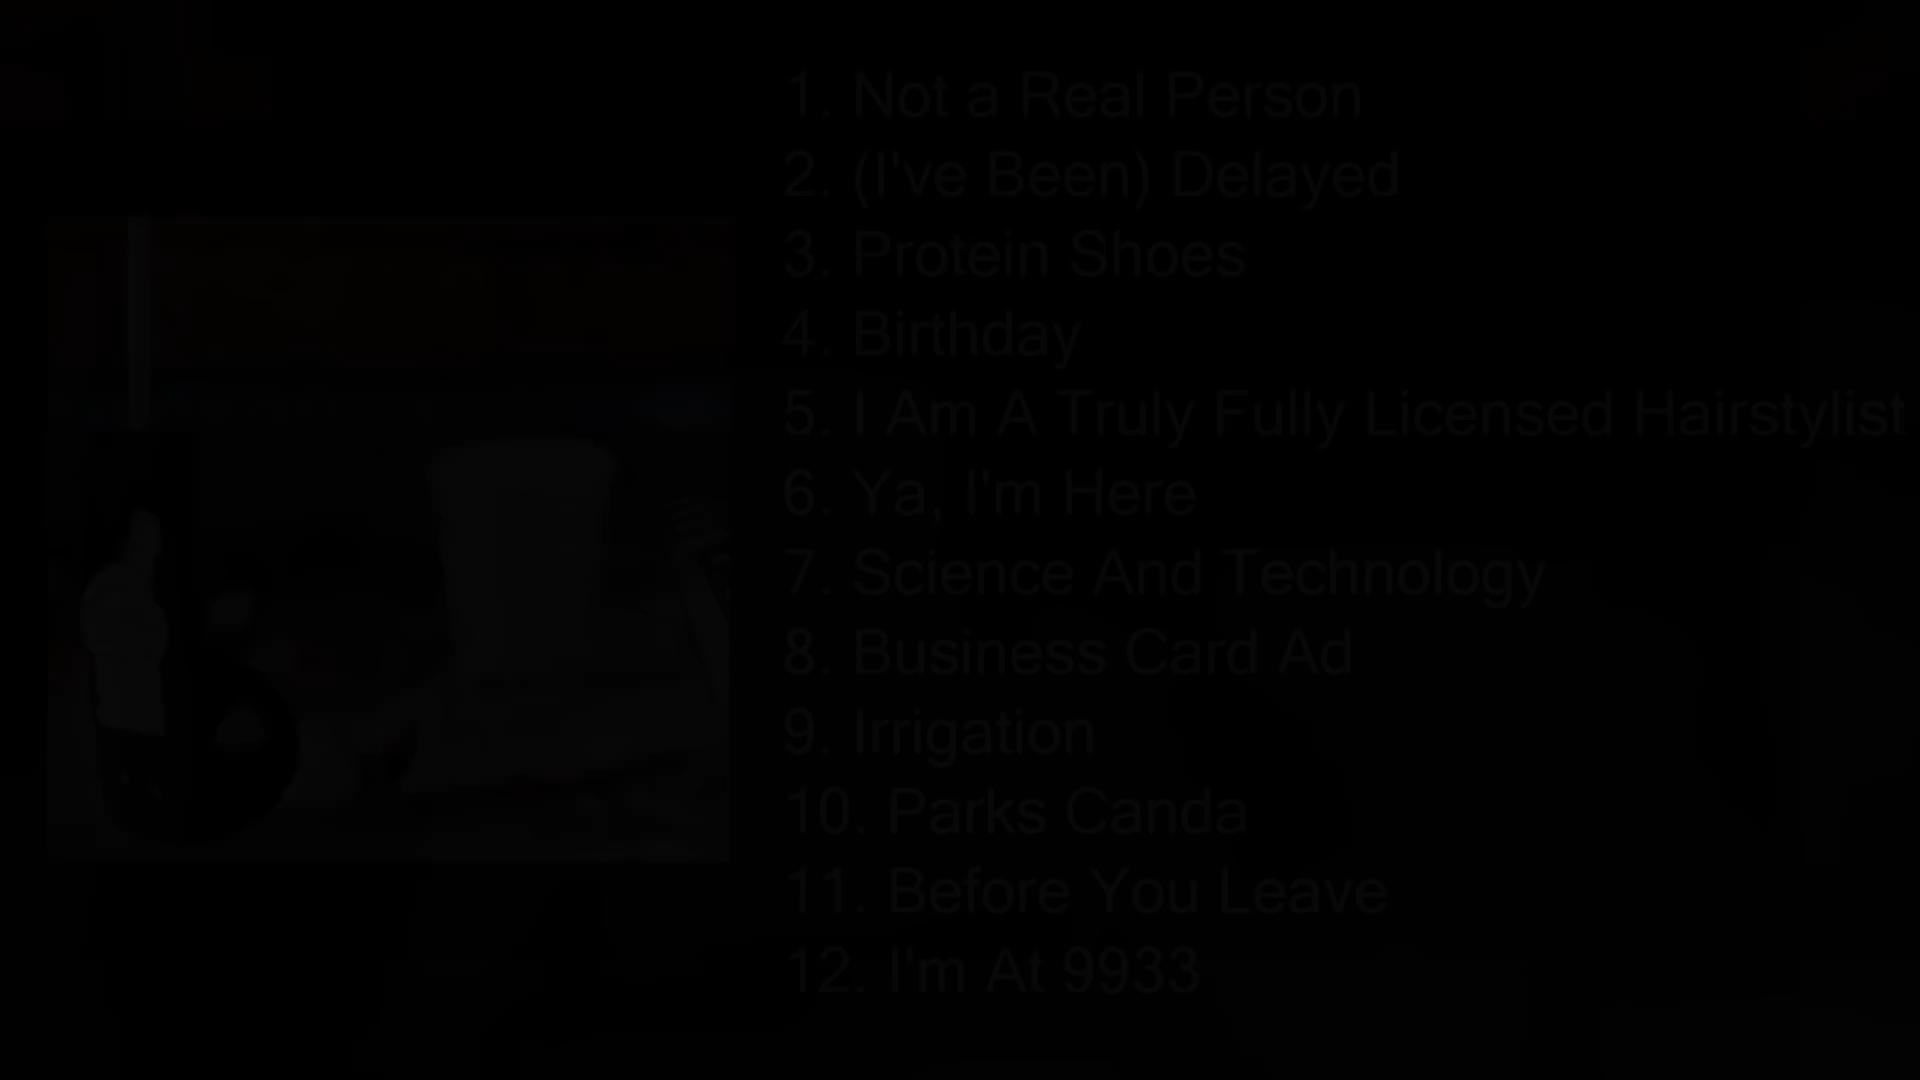 1. Not a Real Person
2. (I've Been) Delayed
3. Protein Shoes
4. Birthday
5. I Am A Truly Fully Licensed Hairstylist
6. Ya, I'm Here
7. Science And Technology
8. Business Card Ad
9. Irrigation
10. Parks Canda
11. Before You Leave
12. I'm At 9933